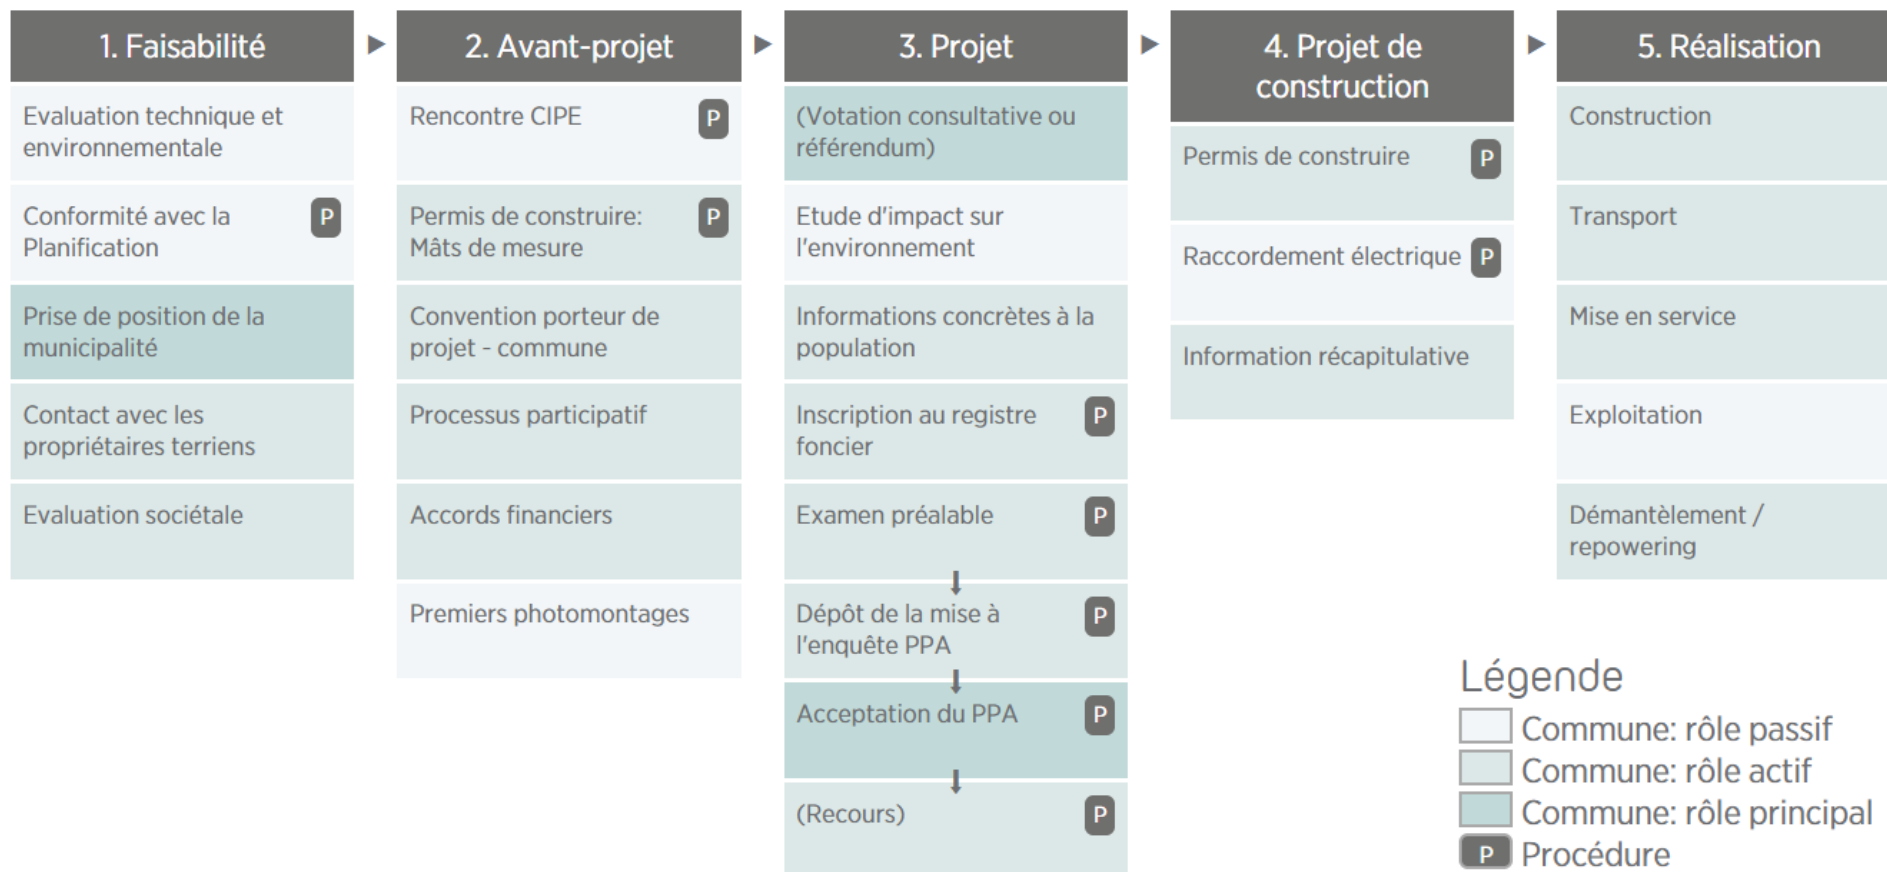 1. Faisabilité
Evaluation technique et
environnementale
Conformité avec la
Planification
P
Prise de position de la
municipalité
Contact avec les
propriétaires terriens
Evaluation sociétale
2. Avant-projet
Rencontre CIPE
P
Permis de construire:
Mâts de mesure
P
Convention porteur de
projet - commune
Processus participatif
Accords financiers
Premiers photomontages
3. Projet
(Votation consultative ou
référendum)
Etude d'impact sur
l'environnement
Informations concrètes à la
population
Inscription au registre
foncier
P
Examen préalable
P
Dépôt de la mise à
l'enquête PPA
P
Acceptation du PPA
P
(Recours)
P
4. Projet de
construction
Permis de construire
P
Raccordement électrique
P
Information récapitulative
5. Réalisation
Construction
Transport
Mise en service
Exploitation
Démantèlement /
repowering
Légende
Commune: rôle passif
Commune: rôle actif
Commune: rôle principal
P Procédure